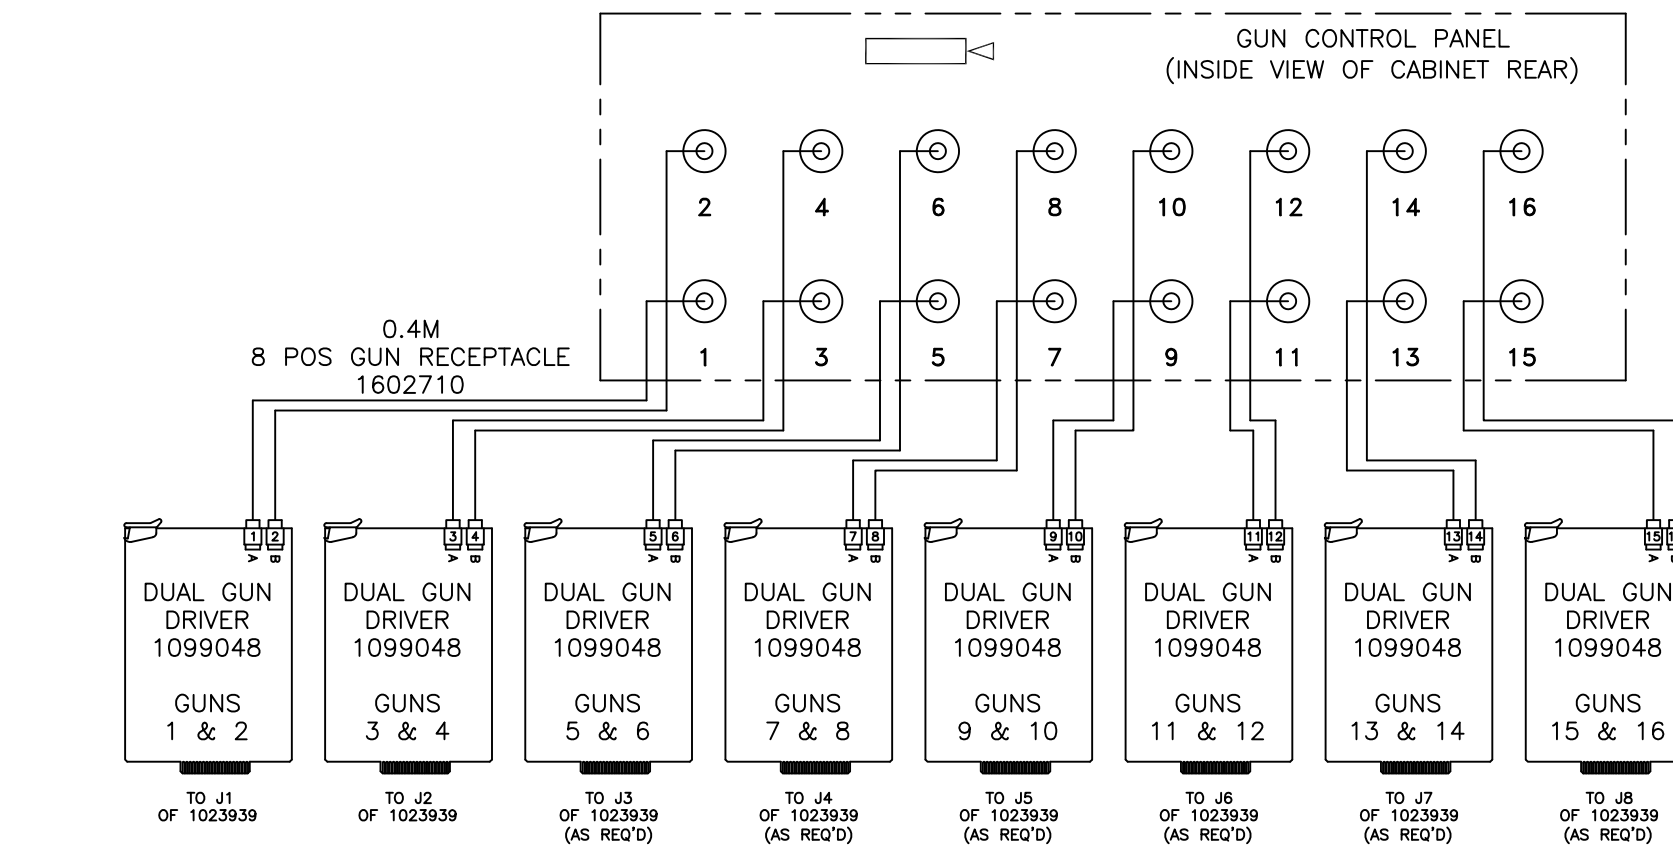 GUN CONTROL PANEL
(INSIDE VIEW OF CABINET REAR)
2 4 6 8 10 12 14 16
1 3 5 7 9 11 13 15
0.4M
8 POS GUN RECEPTACLE
1602710
1 2 3 4 5 6 7 8 9 10 11 12 13 14 15
A B A B A B A B A B A B A B A
DUAL GUN
DRIVER
1099048
GUNS
1 & 2
TO J1
OF 1023939
DUAL GUN
DRIVER
1099048
GUNS
3 & 4
TO J2
OF 1023939
DUAL GUN
DRIVER
1099048
GUNS
5 & 6
TO J3
OF 1023939
(AS REQ'D)
DUAL GUN
DRIVER
1099048
GUNS
7 & 8
TO J4
OF 1023939
(AS REQ'D)
DUAL GUN
DRIVER
1099048
GUNS
9 & 10
TO J5
OF 1023939
(AS REQ'D)
DUAL GUN
DRIVER
1099048
GUNS
11 & 12
TO J6
OF 1023939
(AS REQ'D)
DUAL GUN
DRIVER
1099048
GUNS
13 & 14
TO J7
OF 1023939
(AS REQ'D)
DUAL GUN
DRIVER
1099048
GUNS
15 & 16
TO J8
OF 1023939
(AS REQ'D)